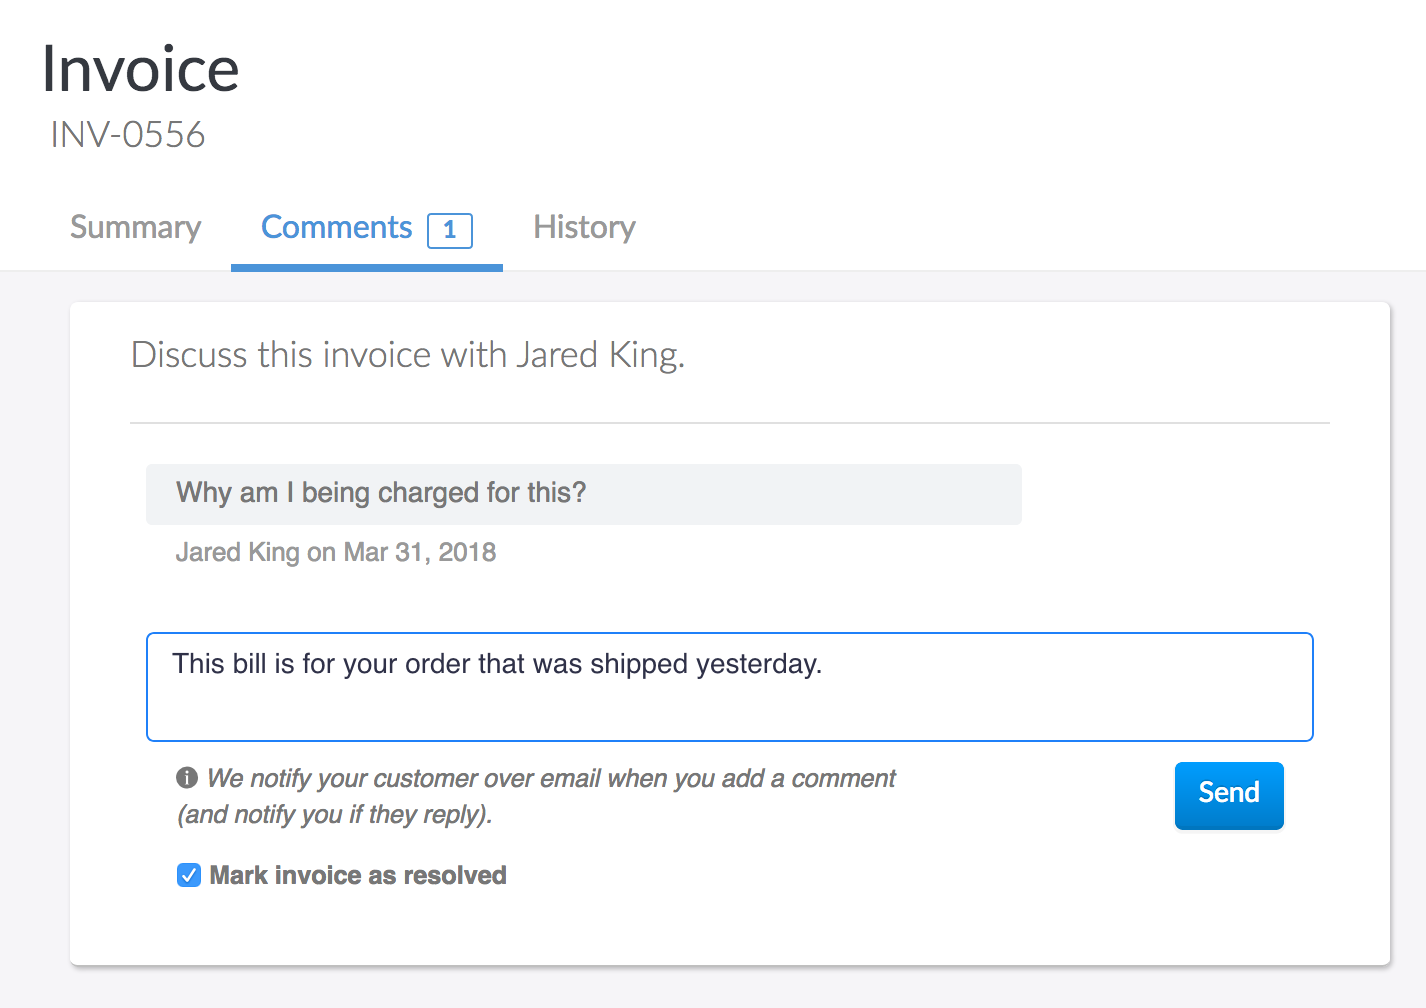 Invoice
INV-0556
Summary Comments 1 History
Discuss this invoice with Jared King.
Why am I being charged for this?
Jared King on Mar 31, 2018
This bill is for your order that was shipped yesterday.
We notify your customer over email when you add a comment
(and notify you if they reply).
Send
Mark invoice as resolved